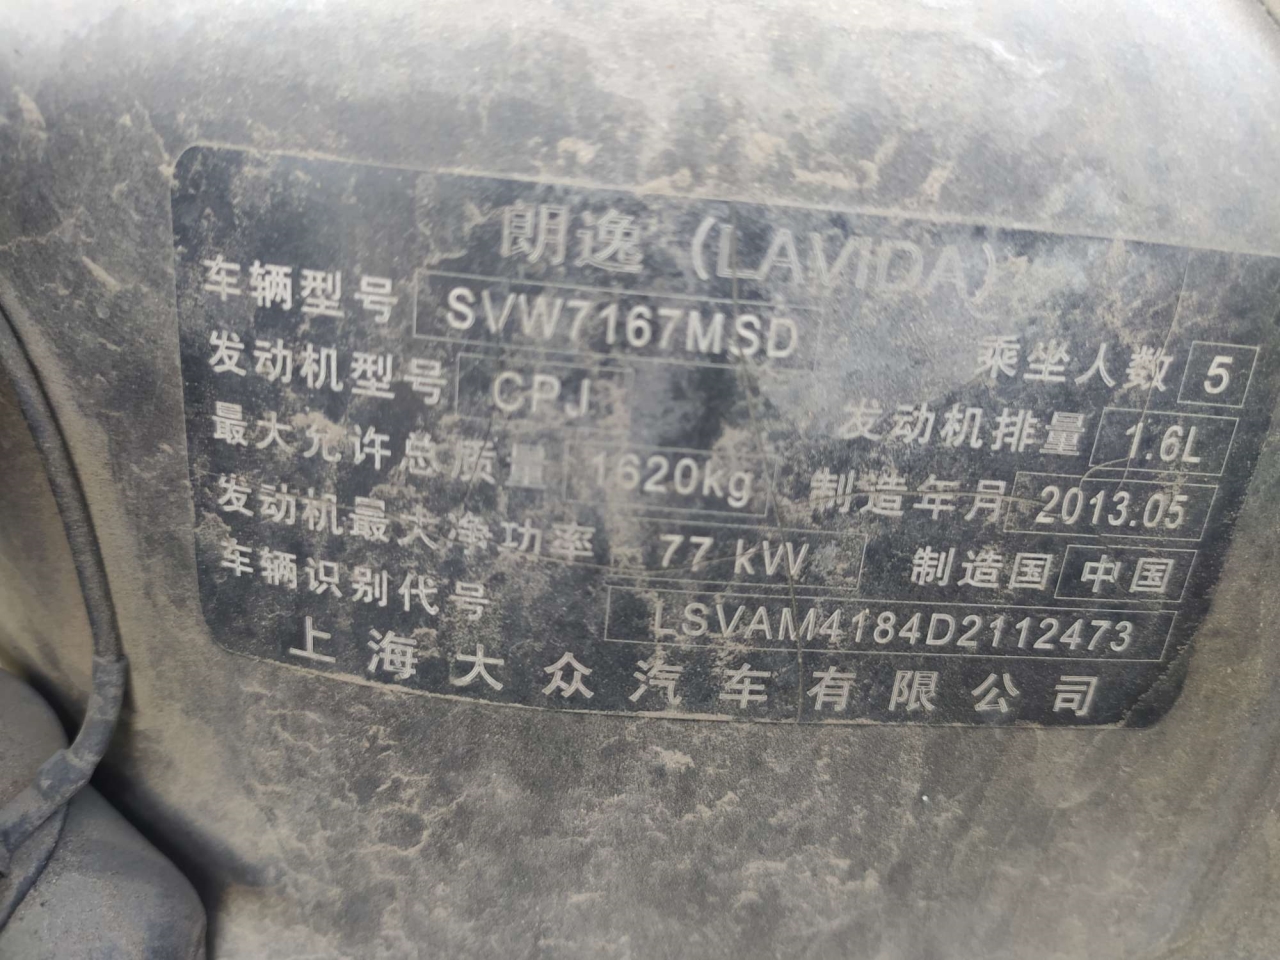 朗逸 (LAVIDA)
车辆型号 SVW7167MSD 乘坐人数 5
发动机型号 CPJ 发动机排量 1.6L
最大允许总质量 1620kg 制造年月 2013.05
发动机最大净功率 77 kW 制造国 中国
车辆识别代号 LSVAM4184D2112473
上海大众汽车有限公司